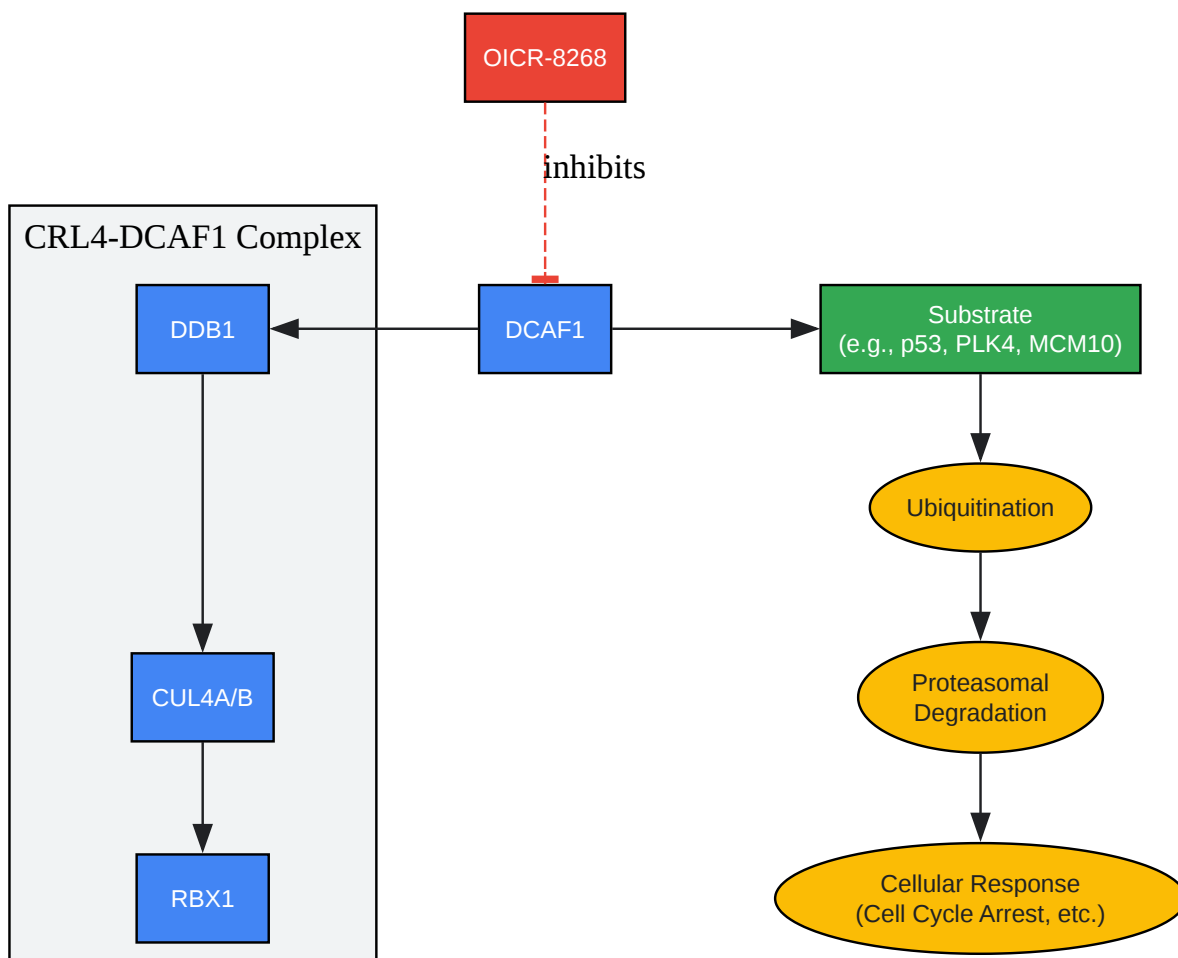 OICR-8268
inhibits
CRL4-DCAF1 Complex
DDB1
DCAF1
Substrate
(e.g., p53, PLK4, MCM10)
Ubiquitination
CUL4A/B
Proteasomal
Degradation
RBX1
Cellular Response
(Cell Cycle Arrest, etc.)